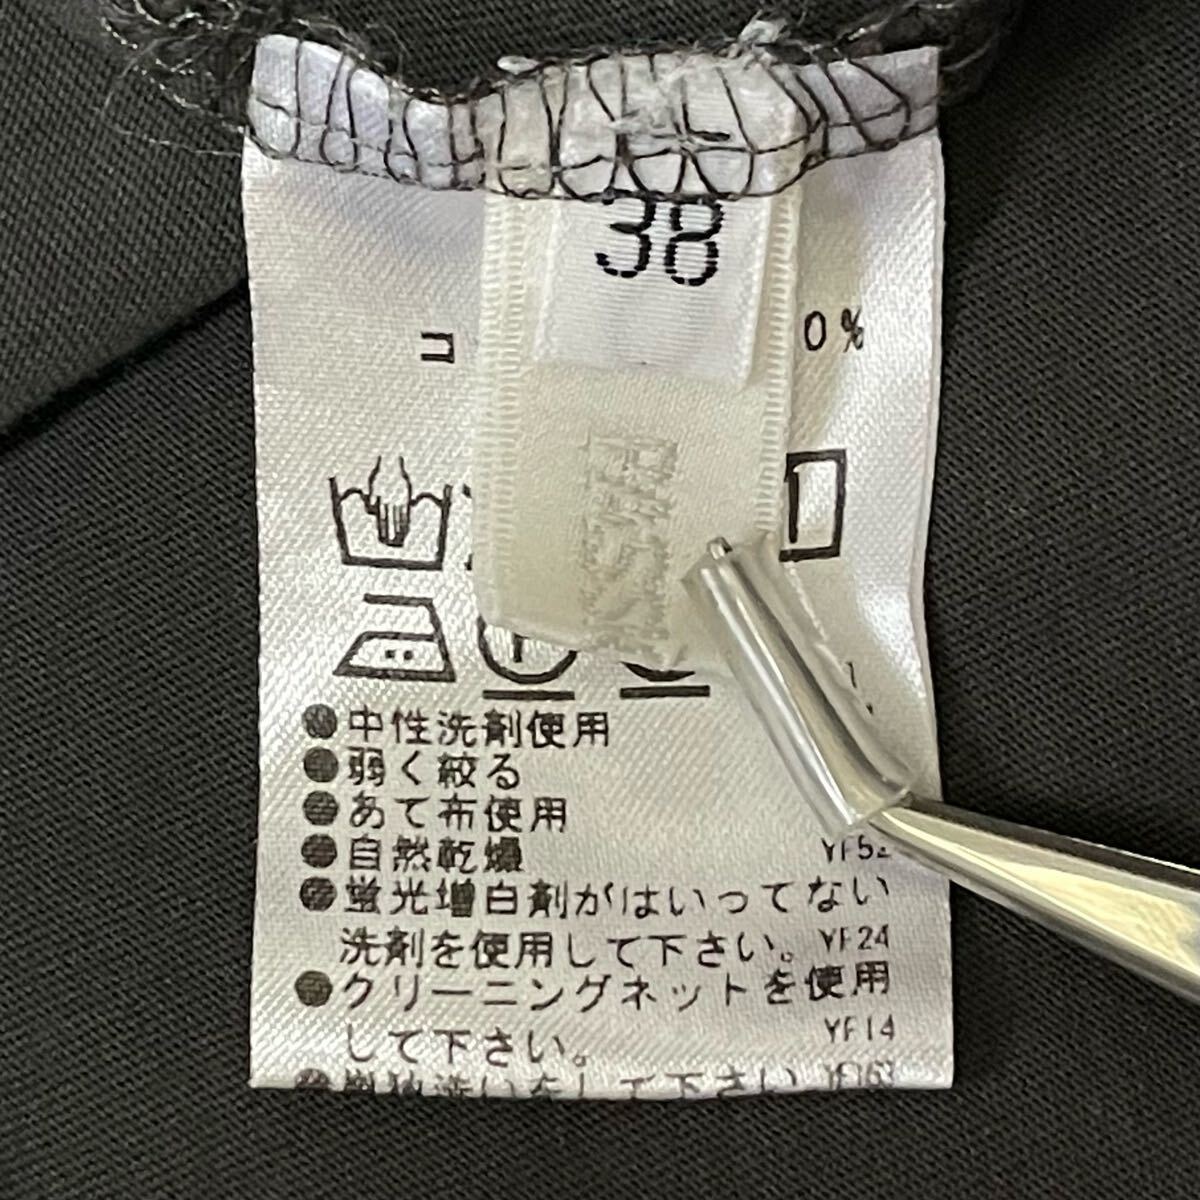 38
コ 0%
●中性洗剤使用
●弱く絞る
●あて布使用
●自然乾燥
●蛍光増白剤がはいってない
洗剤を使用して下さい。YF24
●クリーニングネットを使用
して下さい。 YF14